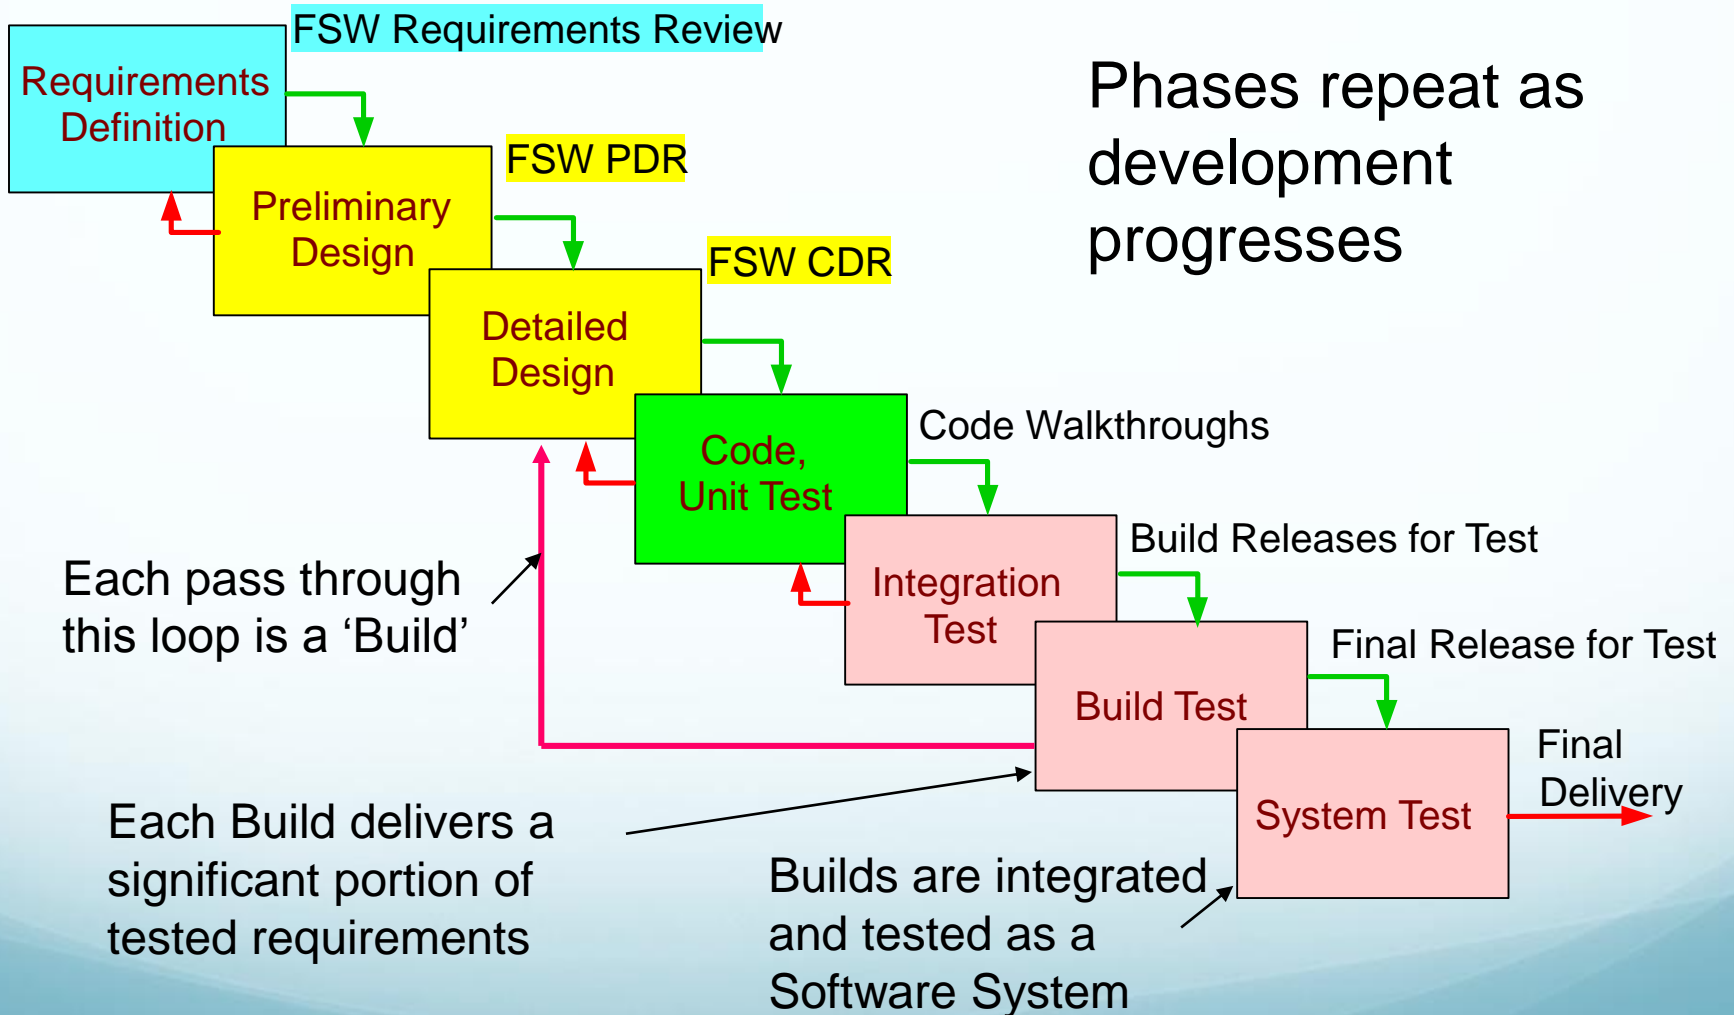 FSW Requirements Review
Requirements
Definition
Phases repeat as
development
progresses
FSW PDR
Preliminary
Design
FSW CDR
Detailed
Design
Code Walkthroughs
Code,
Unit Test
Build Releases for Test
Each pass through
this loop is a ‘Build’
Integration
Test
Final Release for Test
Build Test
Final
Delivery
System Test
Each Build delivers a
significant portion of
tested requirements
Builds are integrated
and tested as a
Software System